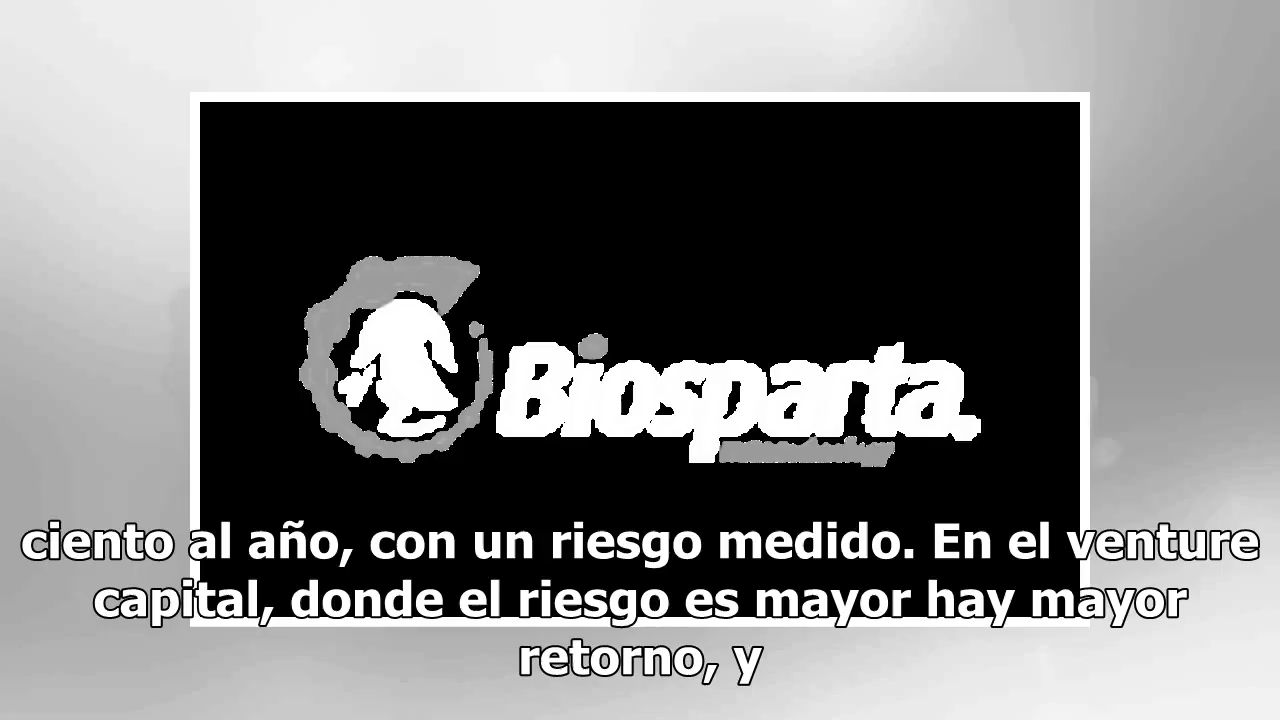 Biosparta.
ciento al año, con un riesgo medido. En el venture
capital, donde el riesgo es mayor hay mayor
retorno, y